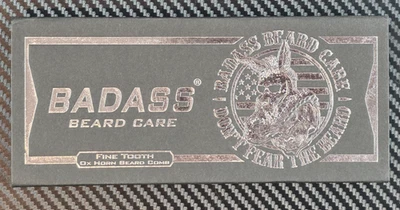 BADASS®
BEARD CARE
FINE TOOTH
OX HORN BEARD COMB
BADASS BEARD CARE
DON'T FEAR THE BEARD